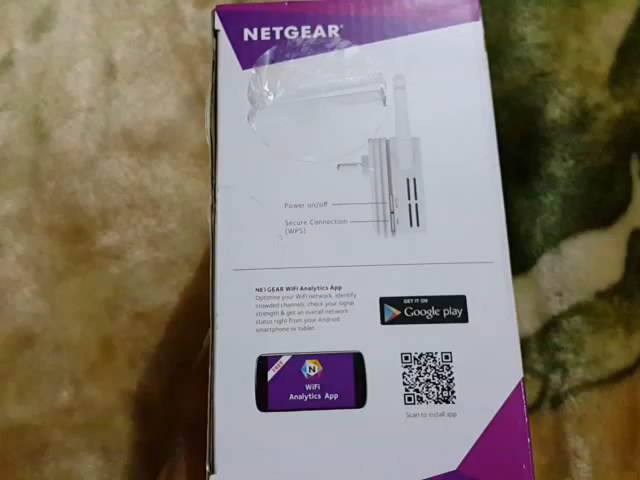 NETGEAR
Power on/off
Secure Connection
(WPS)
NETGEAR WiFi Analytics App
Optimise your WiFi network. Identify
crowded channels, check your signal
strength & get an overall network
status right from your Android
smartphone or tablet.
GET IT ON
Google play
FREE
N
WiFi
Analytics App
Scan to install app